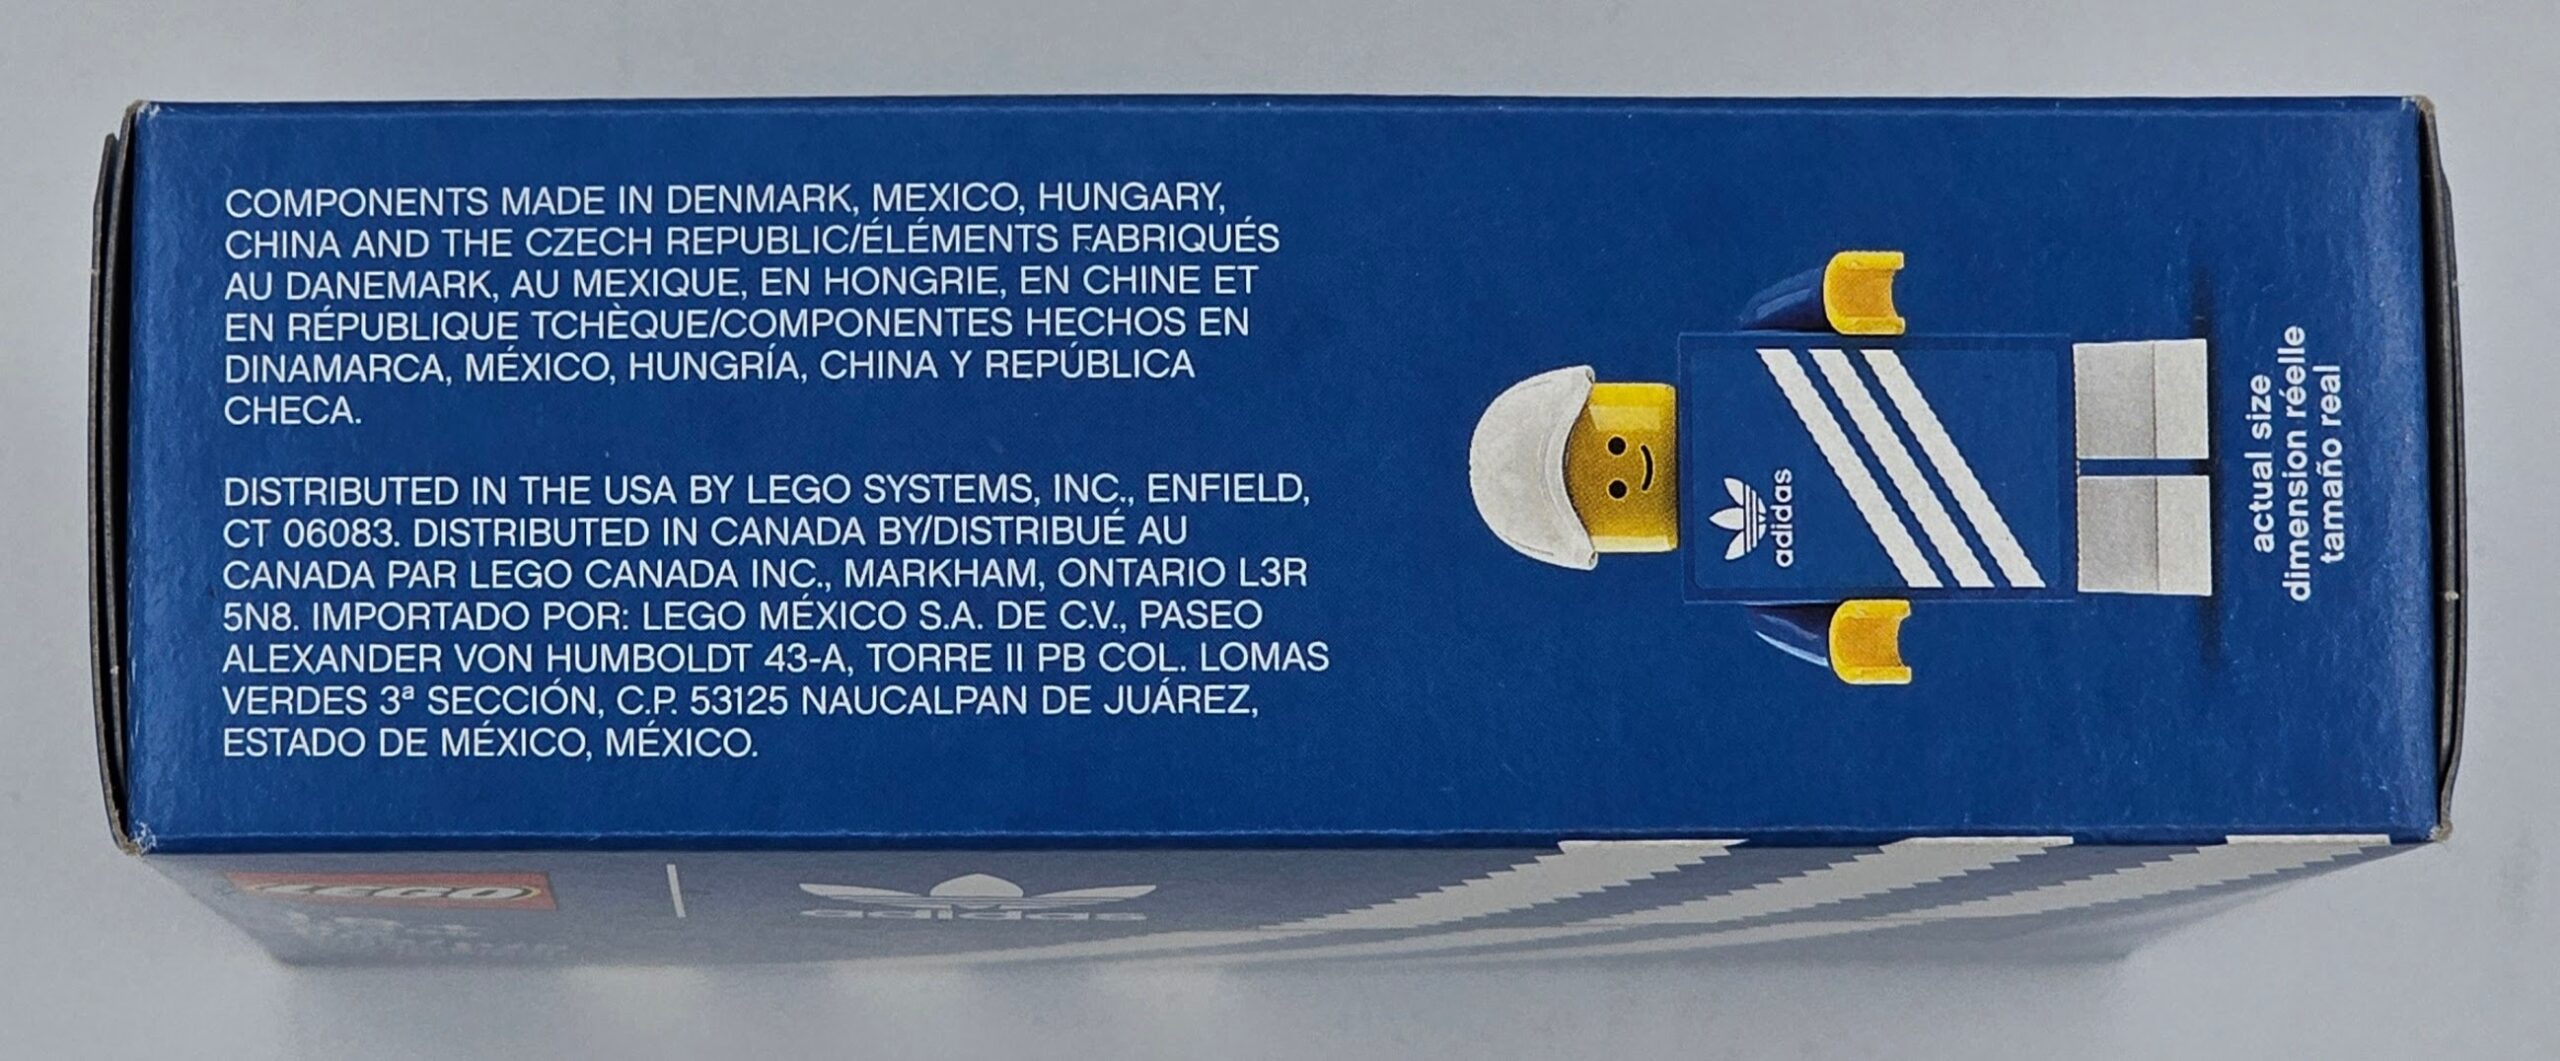 COMPONENTS MADE IN DENMARK, MEXICO, HUNGARY,
CHINA AND THE CZECH REPUBLIC/ÉLÉMENTS FABRIQUÉS
AU DANEMARK, AU MEXIQUE, EN HONGRIE, EN CHINE ET
EN RÉPUBLIQUE TCHÈQUE/COMPONENTES HECHOS EN
DINAMARCA, MÉXICO, HUNGRÍA, CHINA Y REPÚBLICA
CHECA.
DISTRIBUTED IN THE USA BY LEGO SYSTEMS, INC., ENFIELD,
CT 06083. DISTRIBUTED IN CANADA BY/DISTRIBUÉ AU
CANADA PAR LEGO CANADA INC., MARKHAM, ONTARIO L3R
5N8. IMPORTADO POR: LEGO MÉXICO S.A. DE C.V., PASEO
ALEXANDER VON HUMBOLDT 43-A, TORRE II PB COL. LOMAS
VERDES 3ª SECCIÓN, C.P. 53125 NAUCALPAN DE JUÁREZ,
ESTADO DE MÉXICO, MÉXICO.
adidas
actual size
dimension réelle
tamaño real
LEGO
adidas